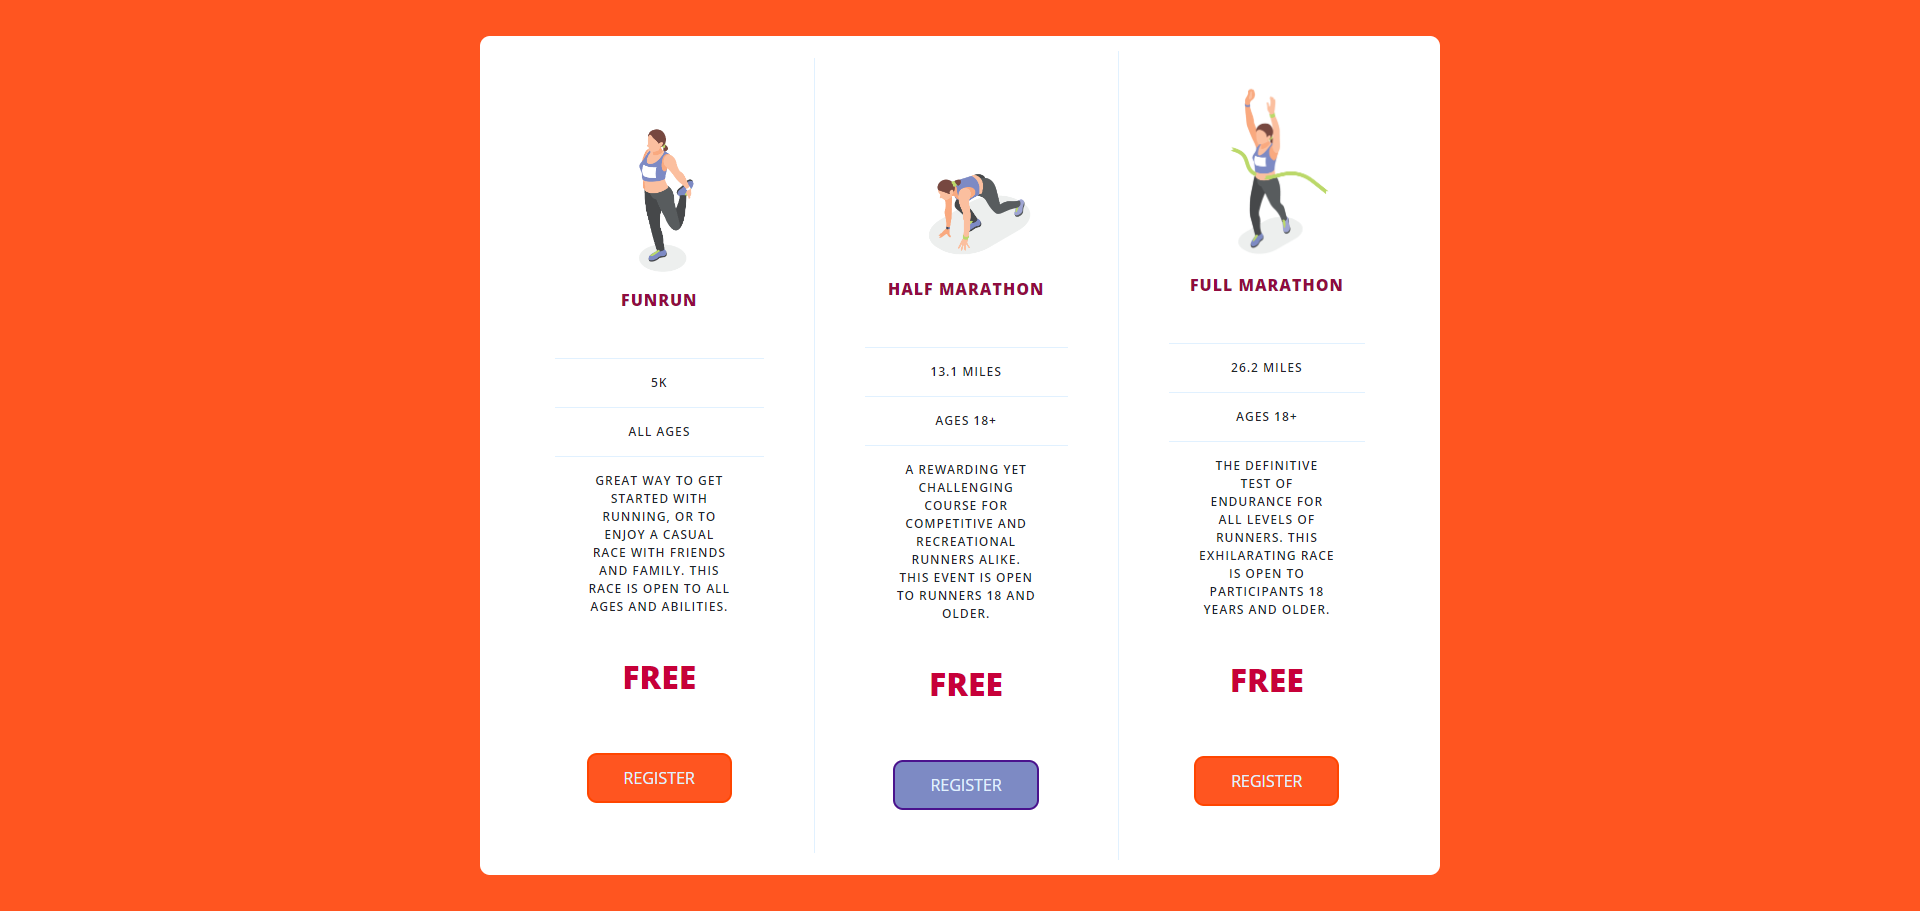 FUNRUN
5K
ALL AGES
GREAT WAY TO GET
STARTED WITH
RUNNING, OR TO
ENJOY A CASUAL
RACE WITH FRIENDS
AND FAMILY. THIS
RACE IS OPEN TO ALL
AGES AND ABILITIES.
FREE
REGISTER
HALF MARATHON
13.1 MILES
AGES 18+
A REWARDING YET
CHALLENGING
COURSE FOR
COMPETITIVE AND
RECREATIONAL
RUNNERS ALIKE.
THIS EVENT IS OPEN
TO RUNNERS 18 AND
OLDER.
FREE
REGISTER
FULL MARATHON
26.2 MILES
AGES 18+
THE DEFINITIVE
TEST OF
ENDURANCE FOR
ALL LEVELS OF
RUNNERS. THIS
EXHILARATING RACE
IS OPEN TO
PARTICIPANTS 18
YEARS AND OLDER.
FREE
REGISTER